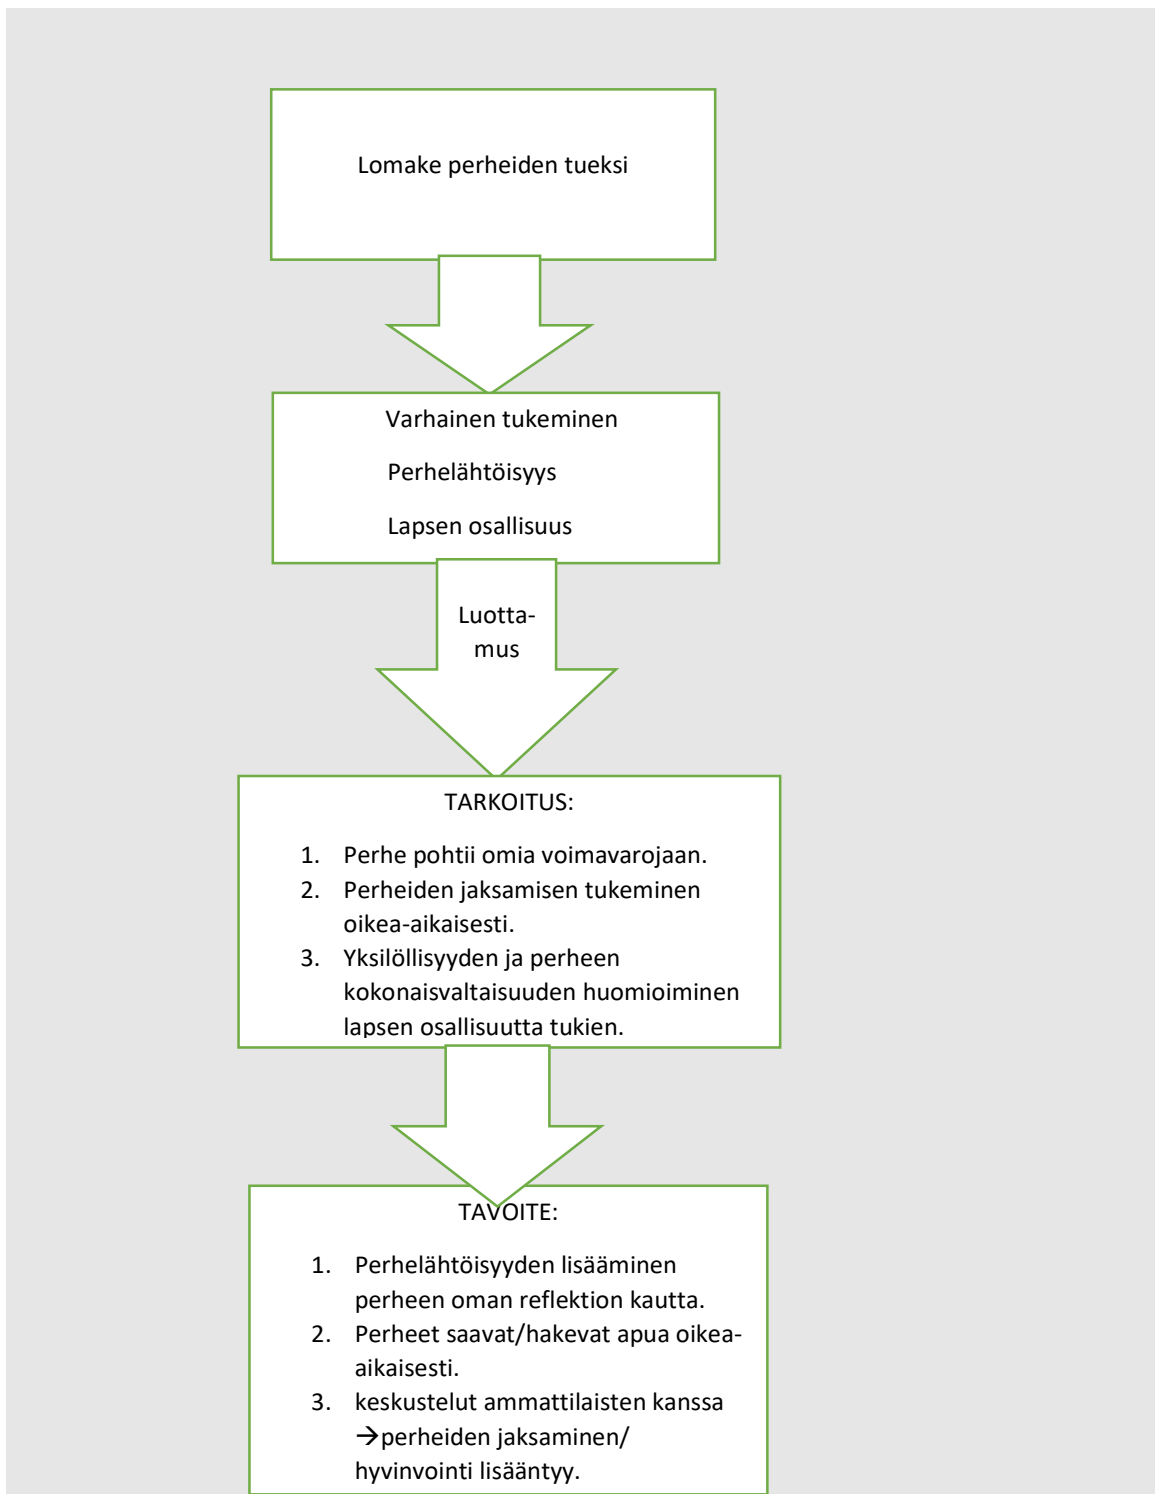 Lomake perheiden tueksi
Varhainen tukeminen
Perhelähtöisyys
Lapsen osallisuus
Luotta-
mus
TARKOITUS:
1. Perhe pohtii omia voimavarojaan.
2. Perheiden jaksamisen tukeminen
oikea-aikaisesti.
3. Yksilöllisyyden ja perheen
kokonaisvaltaisuuden huomioiminen
lapsen osallisuutta tukien.
TAVOITE:
1. Perhelähtöisyyden lisääminen
perheen oman reflektion kautta.
2. Perheet saavat/hakevat apua oikea-
aikaisesti.
3. keskustelut ammattilaisten kanssa
→perheiden jaksaminen/
hyvinvointi lisääntyy.